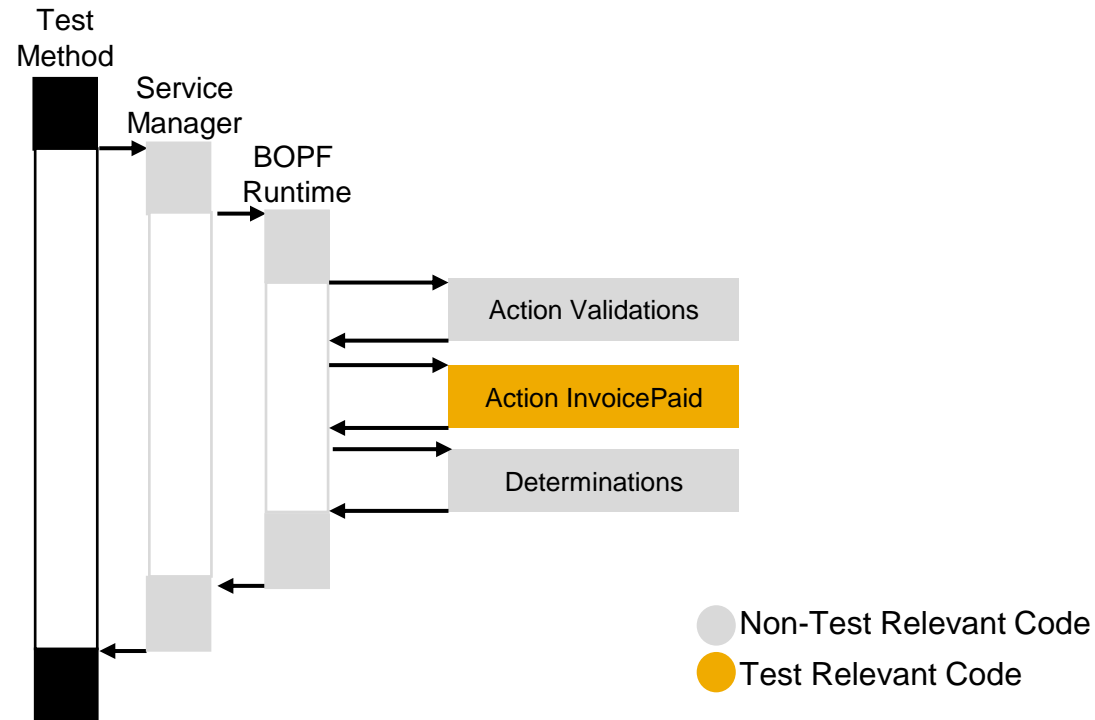 Test
Method
Service
Manager
BOPF
Runtime
Action Validations
Action InvoicePaid
Determinations
Non-Test Relevant Code
Test Relevant Code